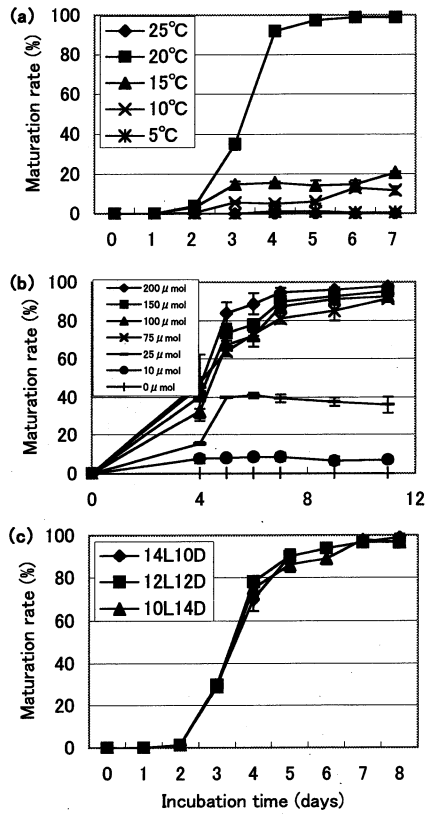 (a)
Maturation rate (%)
100
80
60
40
20
0
25℃
20℃
15℃
10℃
5℃
0 1 2 3 4 5 6 7
(b)
Maturation rate (%)
100
80
60
40
20
0
200 μ mol
150 μ mol
100 μ mol
75 μ mol
25 μ mol
10 μ mol
0 μ mol
0 4 8 12
(c)
Maturation rate (%)
100
80
60
40
20
0
14L10D
12L12D
10L14D
0 1 2 3 4 5 6 7 8
Incubation time (days)